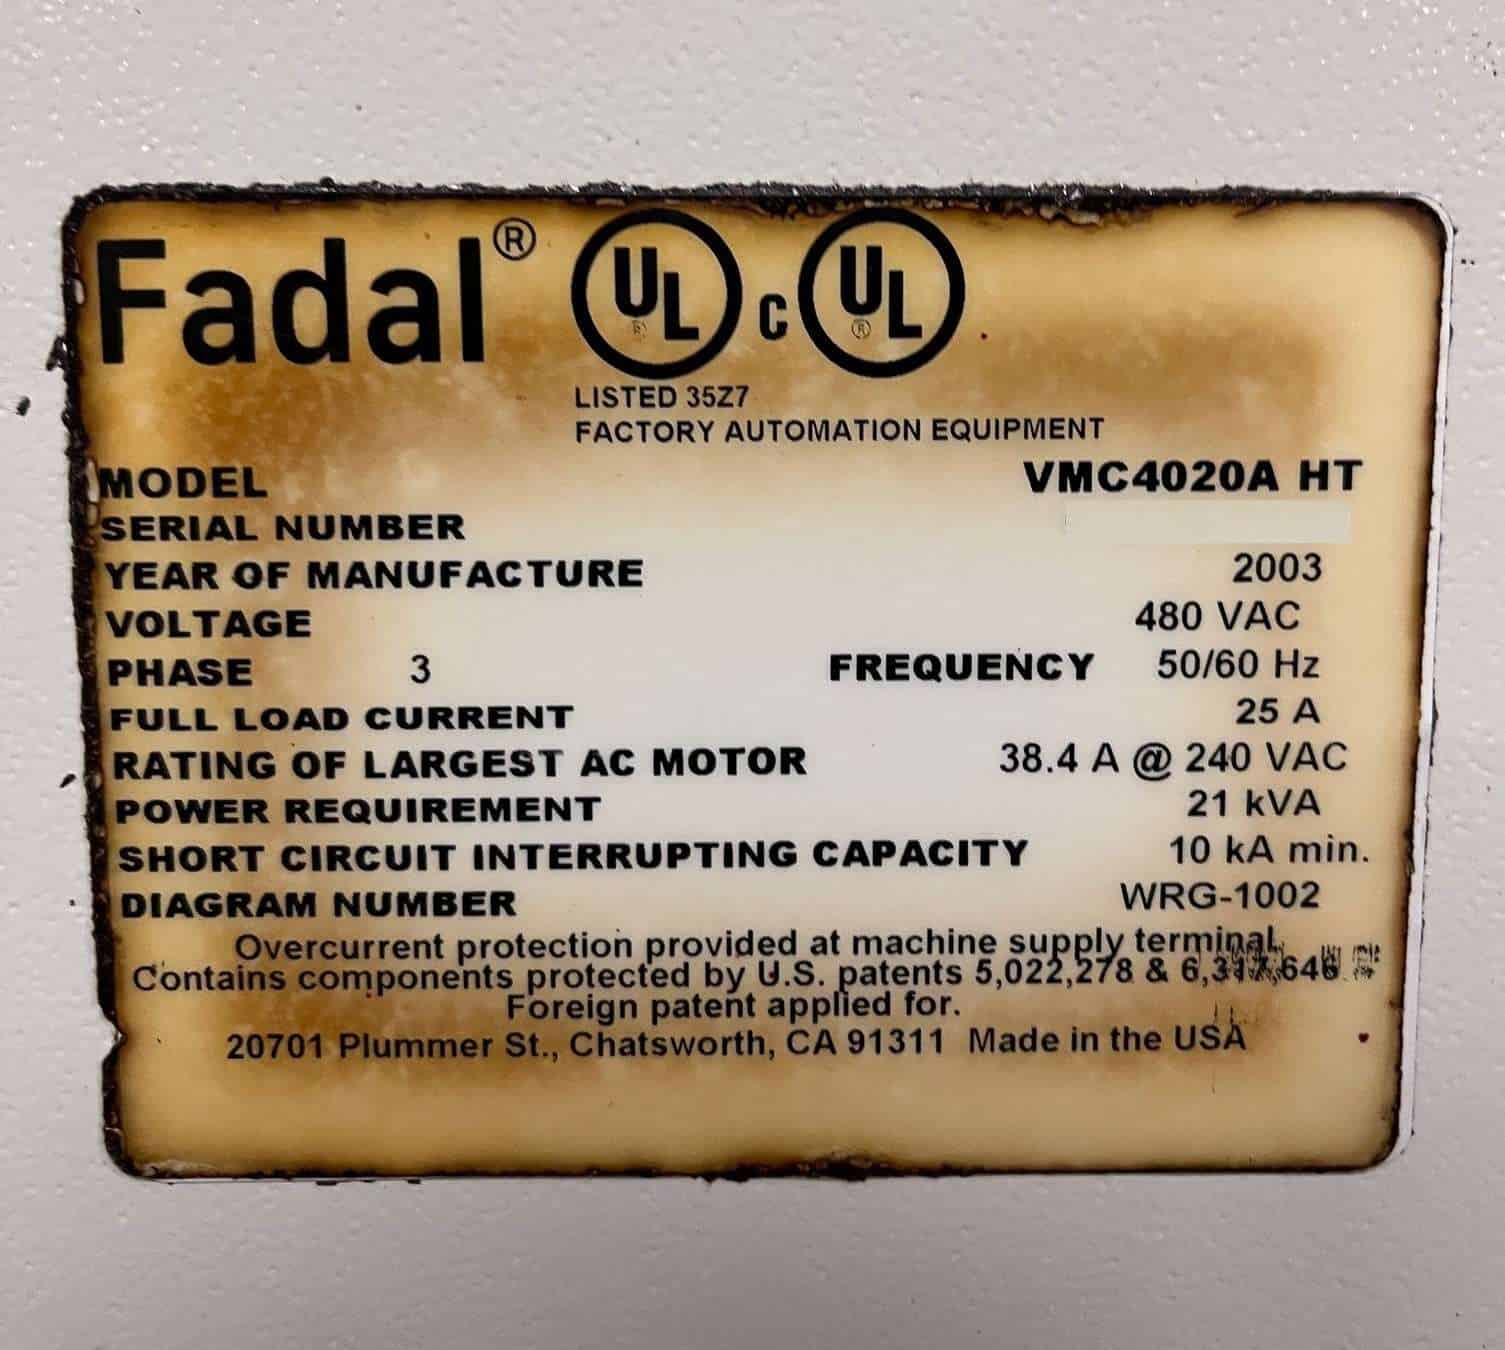 Fadal® UL® c UL®
LISTED 35Z7
FACTORY AUTOMATION EQUIPMENT
MODEL VMC4020A HT
SERIAL NUMBER
YEAR OF MANUFACTURE 2003
VOLTAGE 480 VAC
PHASE 3 FREQUENCY 50/60 Hz
FULL LOAD CURRENT 25 A
RATING OF LARGEST AC MOTOR 38.4 A @ 240 VAC
POWER REQUIREMENT 21 kVA
SHORT CIRCUIT INTERRUPTING CAPACITY 10 kA min.
DIAGRAM NUMBER WRG-1002
Overcurrent protection provided at machine supply terminal.
Contains components protected by U.S. patents 5,022,278 & 6,317,646
Foreign patent applied for.
20701 Plummer St., Chatsworth, CA 91311 Made in the USA